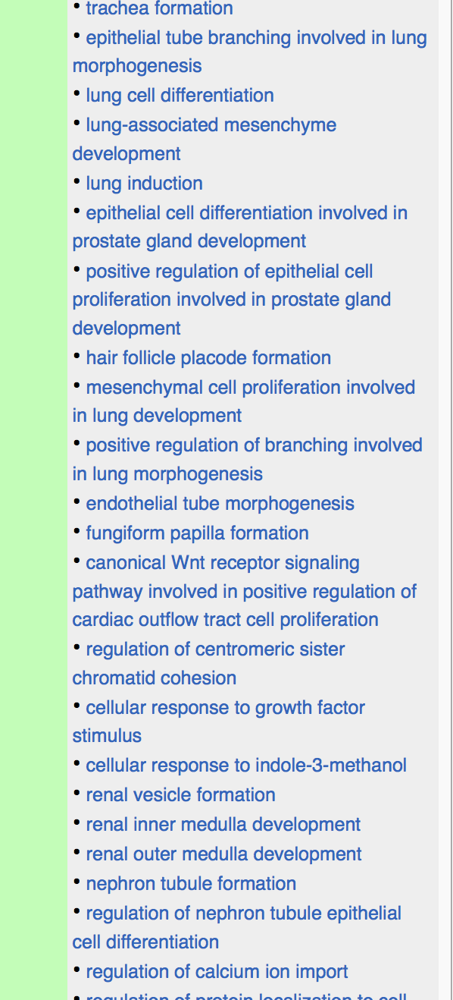 • trachea formation
• epithelial tube branching involved in lung
morphogenesis
• lung cell differentiation
• lung-associated mesenchyme
development
• lung induction
• epithelial cell differentiation involved in
prostate gland development
• positive regulation of epithelial cell
proliferation involved in prostate gland
development
• hair follicle placode formation
• mesenchymal cell proliferation involved
in lung development
• positive regulation of branching involved
in lung morphogenesis
• endothelial tube morphogenesis
• fungiform papilla formation
• canonical Wnt receptor signaling
pathway involved in positive regulation of
cardiac outflow tract cell proliferation
• regulation of centromeric sister
chromatid cohesion
• cellular response to growth factor
stimulus
• cellular response to indole-3-methanol
• renal vesicle formation
• renal inner medulla development
• renal outer medulla development
• nephron tubule formation
• regulation of nephron tubule epithelial
cell differentiation
• regulation of calcium ion import
• regulation of protein localization to cell